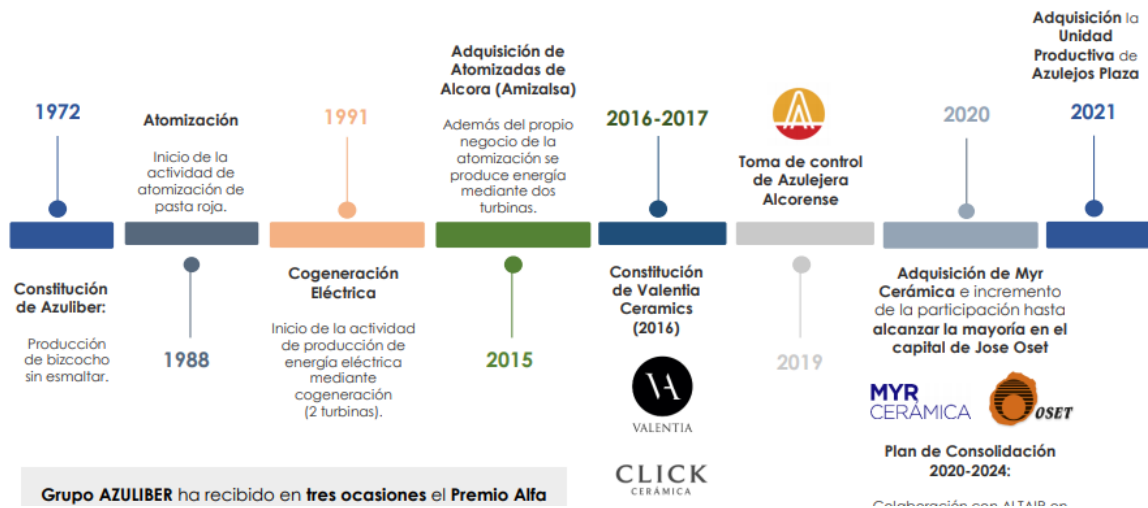 1972
Constitución
de Azuliber:
Producción
de bizcocho
sin esmaltar.
Atomización
Inicio de la
actividad de
atomización de
pasta roja.
1988
1991
Cogeneración
Eléctrica
Inicio de la actividad
de producción de
energía eléctrica
mediante
cogeneración
(2 turbinas).
Adquisición de
Atomizadas de
Alcora (Amizalsa)
Además del propio
negocio de la
atomización se
produce energía
mediante dos
turbinas.
2015
2016-2017
Constitución
de Valentia
Ceramics
(2016)
VA
VALENTIA
CLICK
CERÁMICA
Toma de control
de Azulejera
Alcorense
2019
2020
Adquisición de Myr
Cerámica e incremento
de la participación hasta
alcanzar la mayoría en el
capital de Jose Oset
MYR
CERÁMICA
OSET
Plan de Consolidación
2020-2024:
Colaboración con ALTAIR en
Adquisición la
Unidad
Productiva de
Azulejos Plaza
2021
Grupo AZULIBER ha recibido en tres ocasiones el Premio Alfa